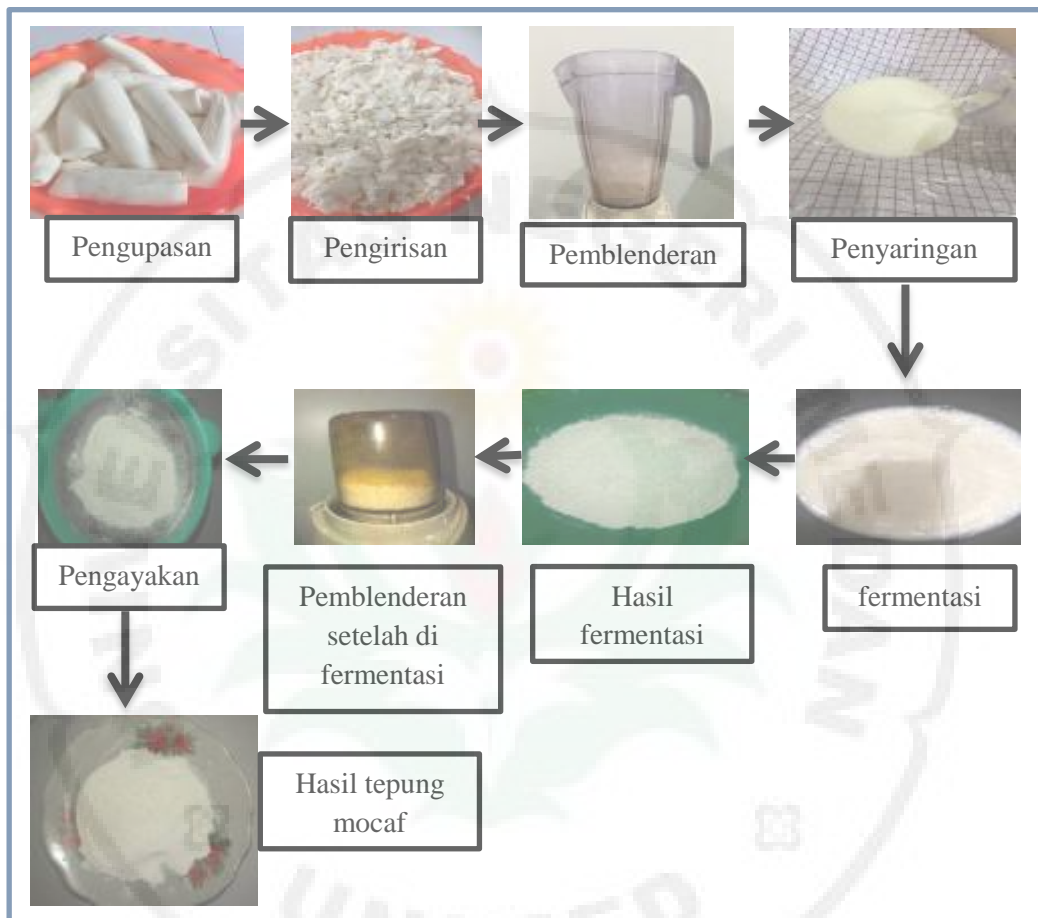 Pengupasan
Pengirisan
Pemblenderan
Penyaringan
fermentasi
Hasil
fermentasi
Pemblenderan
setelah di
fermentasi
Pengayakan
Hasil tepung
mocaf